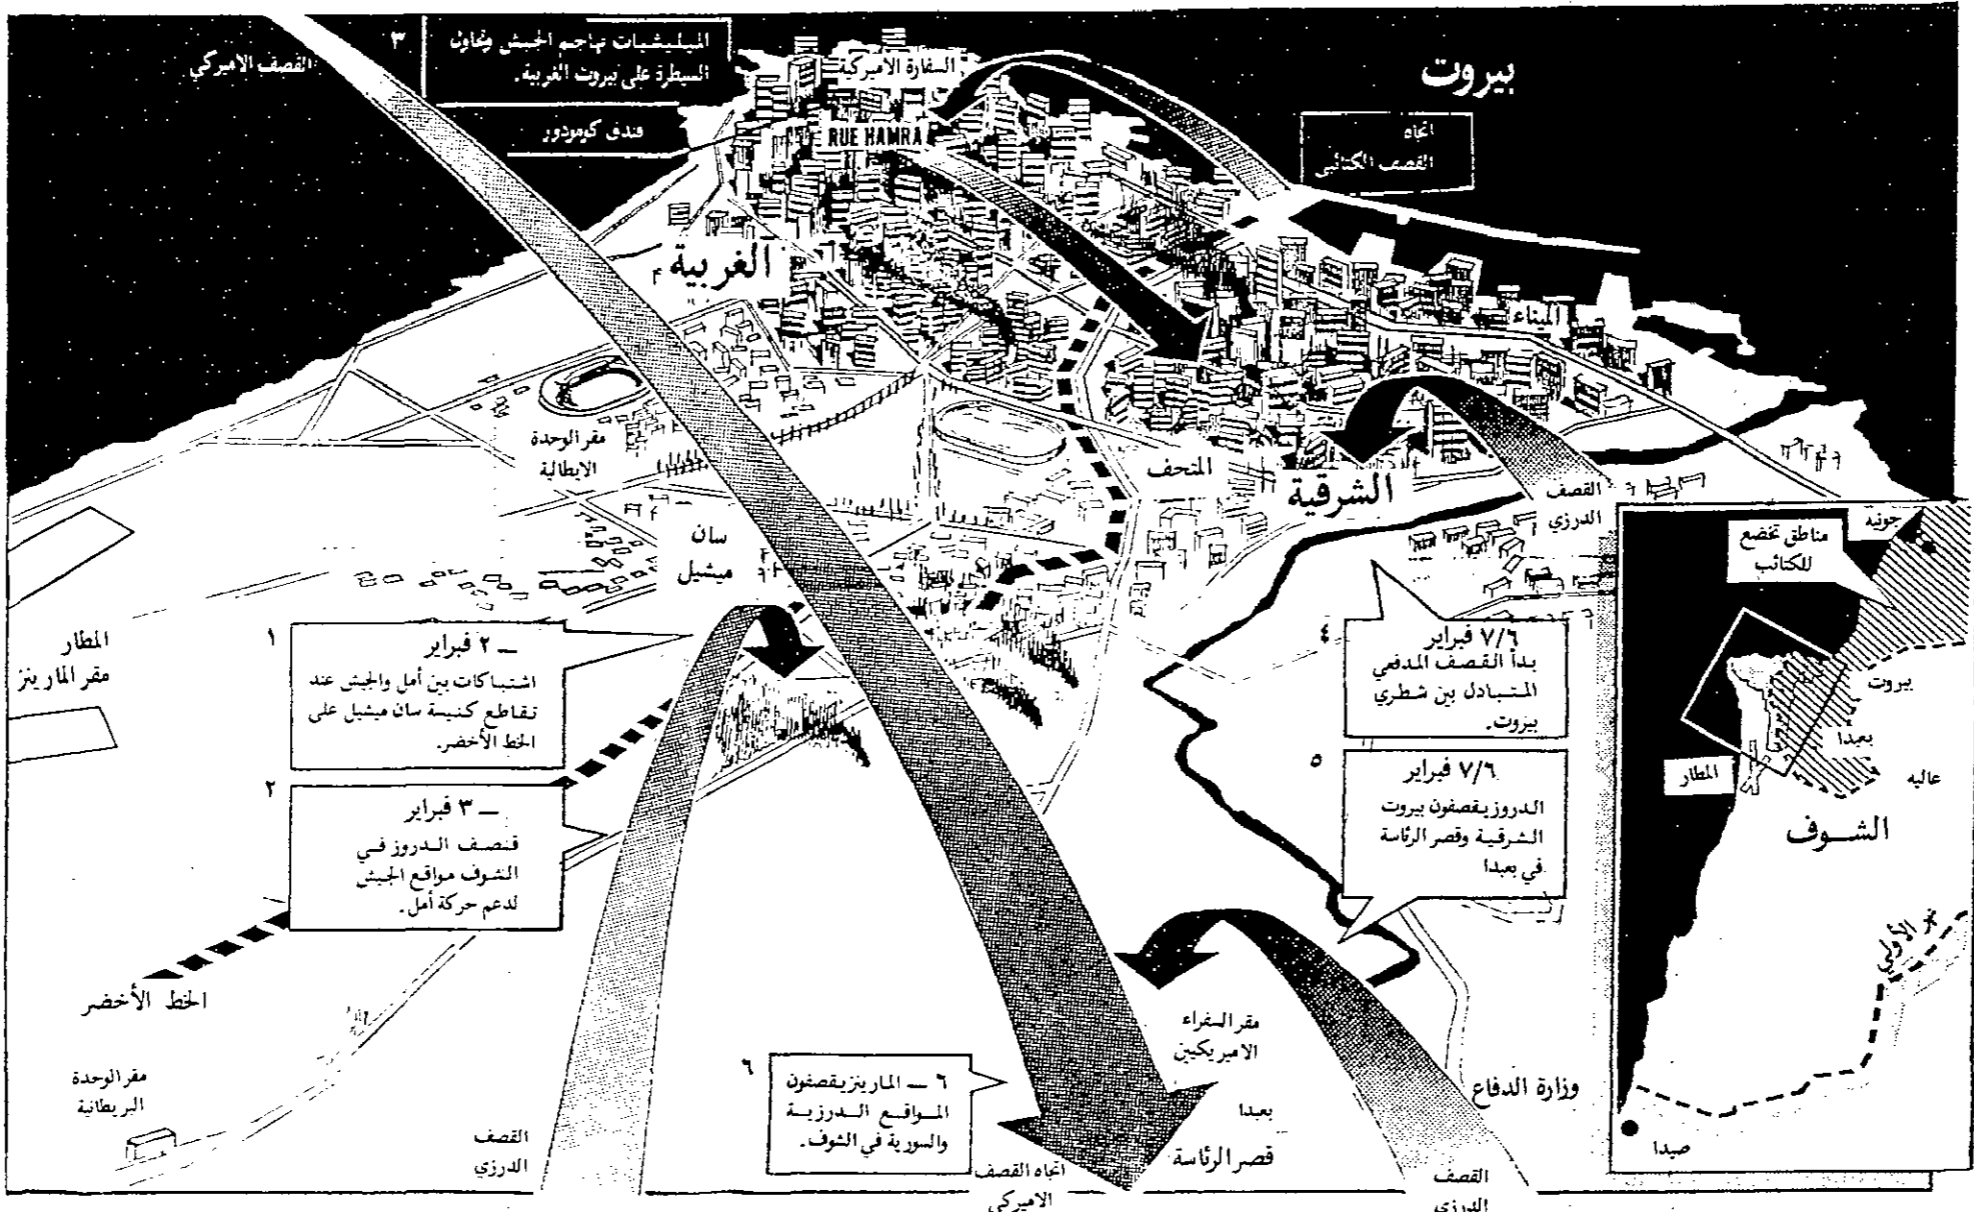 بيروت
اتجاه
القصف الكتائبي
السفارة الاميركية
RUE HAMRA
الميليشيات تهاجم الجيش وتحاول
السيطرة على بيروت الغربية.
فندق كومودور
٣
القصف الاميركي
الغربية
الميناء
المتحف
الشرقية
القصف
الدرزي
مقر الوحدة
الايطالية
سان
ميشيل
المطار
مقر المارينز
١
ـ ٢ فبراير
اشتباكات بين أمل والجيش عند
تقاطع كنيسة سان ميشيل على
الخط الأخضر.
٢
ـ ٣ فبراير
قنصف الدروز في
الشوف مواقع الجيش
لدعم حركة أمل.
٤
٧/٦ فبراير
بدأ القصف المدفعي
المتبادل بين شطري
بيروت.
٥
٧/٦ فبراير
الدروز يقصفون بيروت
الشرقية وقصر الرئاسة
في بعبدا
الخط الأخضر
مقر الوحدة
البريطانية
القصف
الدرزي
٦
٦ ـ المارينز يقصفون
المواقع الدرزية
والسورية في الشوف.
اتجاه القصف
الاميركي
مقر السفراء
الاميريكيين
بعبدا
قصر الرئاسة
وزارة الدفاع
القصف
الدرزي
جونيه
مناطق تخضع
للكتائب
بيروت
بعبدا
المطار
عاليه
الشوف
نهر الأولي
صيدا